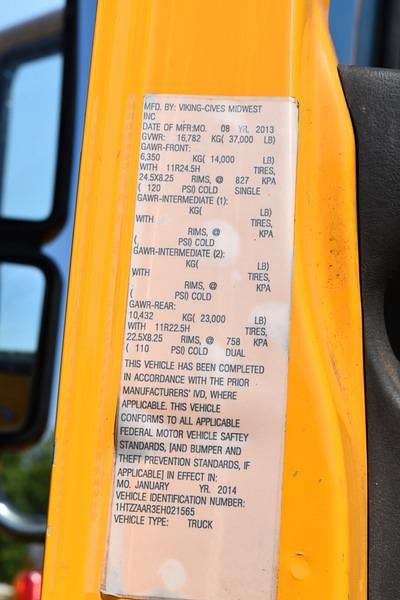 MFD. BY: VIKING-CIVES MIDWEST
INC
DATE OF MFR:MO. 08 YR. 2013
GVWR: 16,782 KG( 37,000 LB)
GAWR-FRONT:
6,350 KG( 14,000 LB)
WITH 11R24.5H TIRES,
24.5X8.25 RIMS, @ 827 KPA
( 120 PSI) COLD SINGLE
GAWR-INTERMEDIATE (1):
KG( LB)
WITH TIRES,
RIMS, @ KPA
( PSI) COLD
GAWR-INTERMEDIATE (2):
KG( LB)
WITH TIRES,
RIMS, @ KPA
( PSI) COLD
GAWR-REAR:
10,432 KG( 23,000 LB)
WITH 11R22.5H TIRES,
22.5X8.25 RIMS, @ 758 KPA
( 110 PSI) COLD DUAL
THIS VEHICLE HAS BEEN COMPLETED
IN ACCORDANCE WITH THE PRIOR
MANUFACTURERS' IVD, WHERE
APPLICABLE. THIS VEHICLE
CONFORMS TO ALL APPLICABLE
FEDERAL MOTOR VEHICLE SAFTEY
STANDARDS, [AND BUMPER AND
THEFT PREVENTION STANDARDS, IF
APPLICABLE] IN EFFECT IN:
MO. JANUARY YR. 2014
VEHICLE IDENTIFICATION NUMBER:
1HTZZAAR3EH021565
VEHICLE TYPE: TRUCK